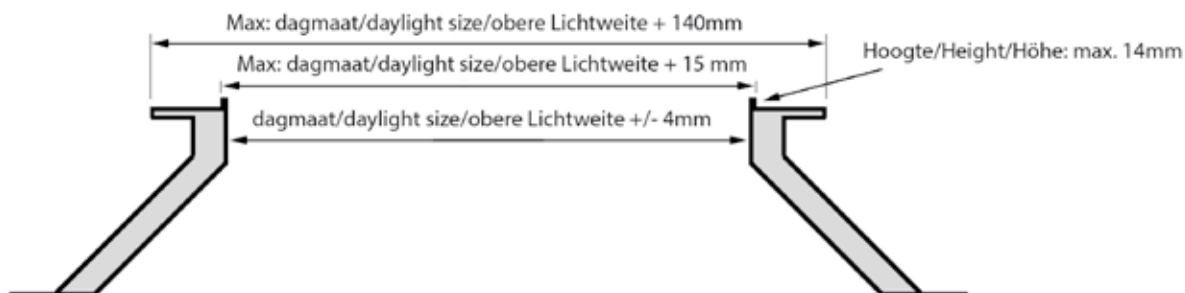 Max: dagmaat/daylight size/obere Lichtweite + 140mm
Hoogte/Height/Höhe: max. 14mm
Max: dagmaat/daylight size/obere Lichtweite + 15 mm
dagmaat/daylight size/obere Lichtweite +/- 4mm